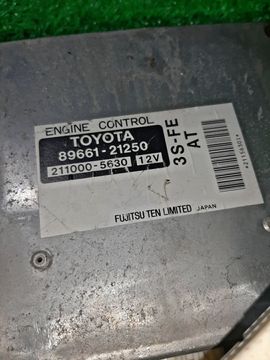 ENGINE CONTROL
TOYOTA
89661-21250
211000-5630 12V
3S-FE
AT
FUJITSU TEN LIMITED JAPAN